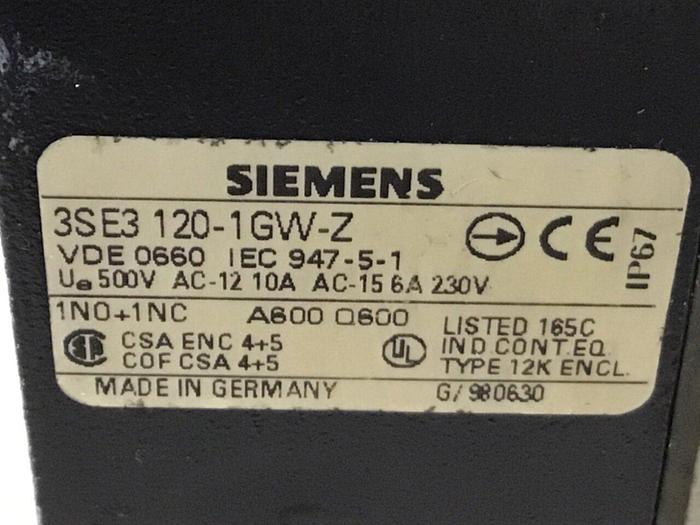 SIEMENS
3SE3 120-1GW-Z
VDE 0660 IEC 947-5-1
CE
IP67
Ue 500V AC-12 10A AC-15 6A 230V
1NO+1NC A600 Q600
CSA ENC 4+5
COF CSA 4+5
UL
LISTED 165C
IND.CONT.EQ.
TYPE 12K ENCL.
MADE IN GERMANY G/ 980630